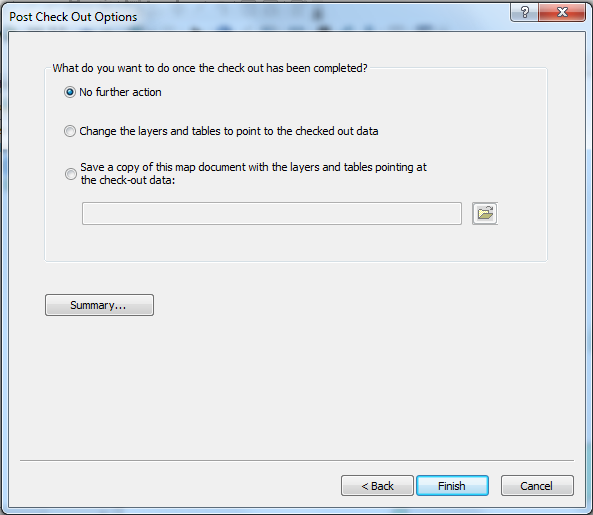 Post Check Out Options
?
What do you want to do once the check out has been completed?
No further action
Change the layers and tables to point to the checked out data
Save a copy of this map document with the layers and tables pointing at
the check-out data:
Summary...
< Back
Finish
Cancel